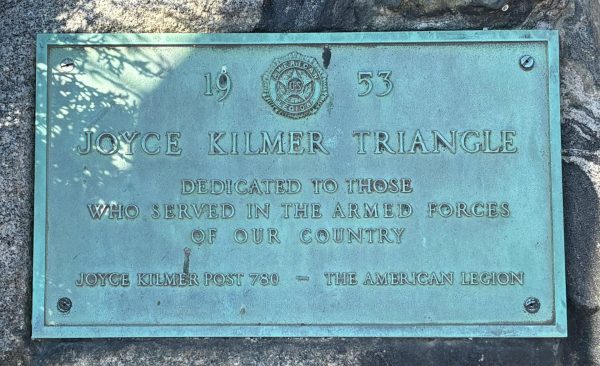 19 53
JOYCE KILMER TRIANGLE
DEDICATED TO THOSE
WHO SERVED IN THE ARMED FORCES
OF OUR COUNTRY
JOYCE KILMER POST 780 — THE AMERICAN LEGION